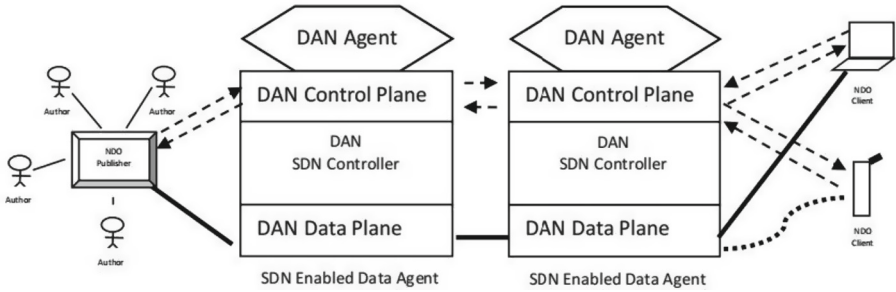 Author
Author
NDO
Publisher
Author
Author
DAN Agent
DAN Control Plane
DAN
SDN Controller
DAN Data Plane
SDN Enabled Data Agent
DAN Agent
DAN Control Plane
DAN
SDN Controller
DAN Data Plane
SDN Enabled Data Agent
NDO
Client
NDO
Client